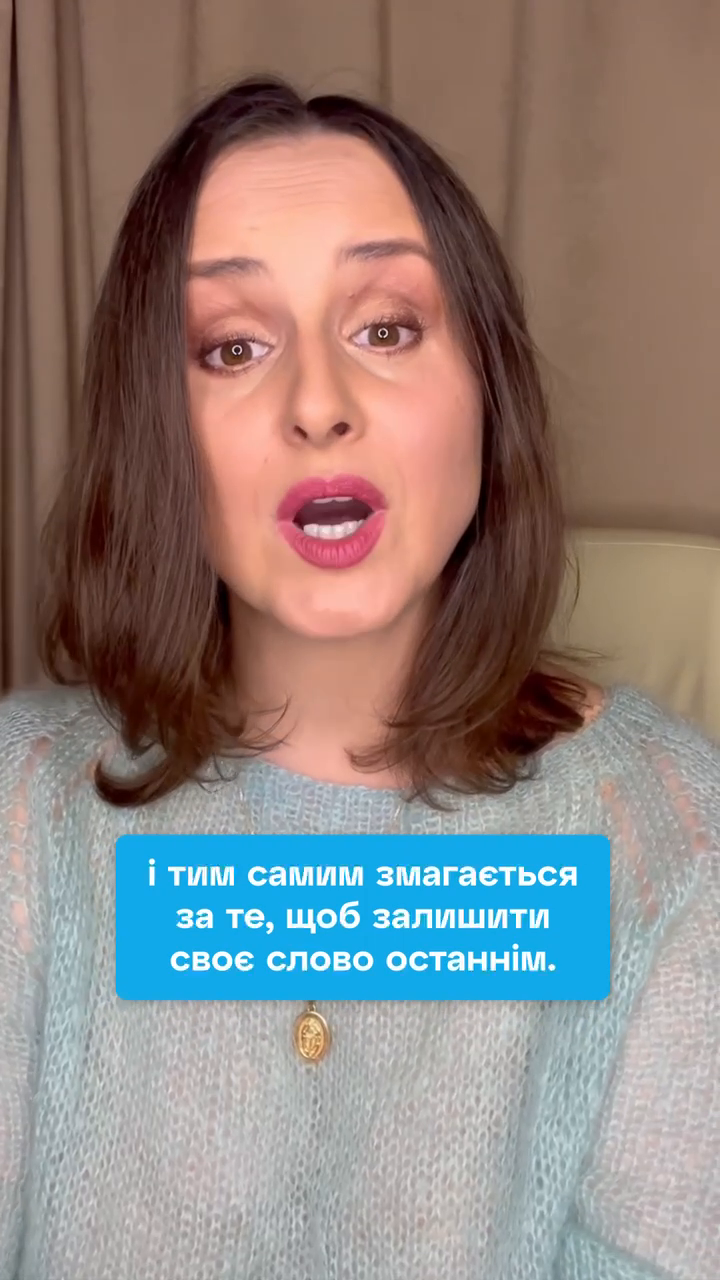 і тим самим змагається
за те, щоб залишити
своє слово останнім.